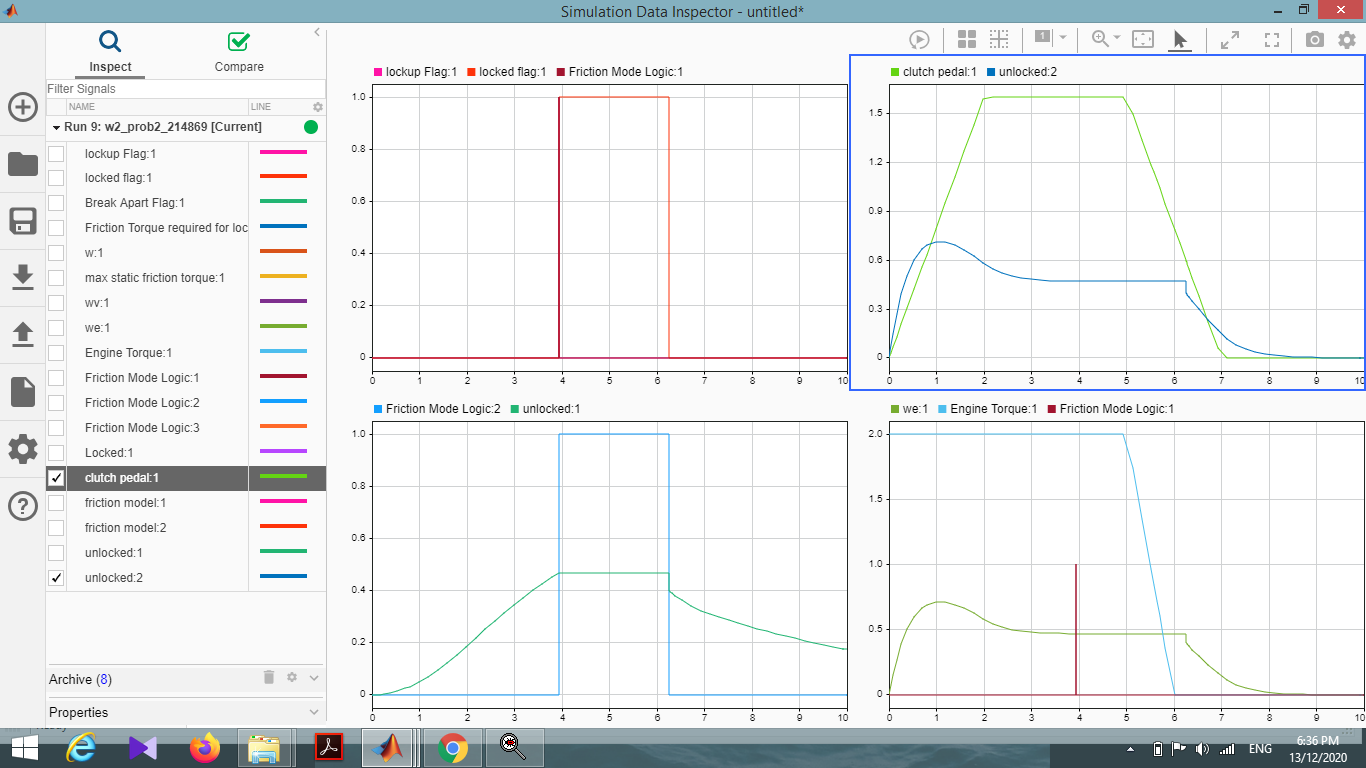 Simulation Data Inspector - untitled*
Inspect
Compare
Filter Signals
NAME LINE
Run 9: w2_prob2_214869 [Current]
lockup Flag:1
locked flag:1
Break Apart Flag:1
Friction Torque required for loc
w:1
max static friction torque:1
wv:1
we:1
Engine Torque:1
Friction Mode Logic:1
Friction Mode Logic:2
Friction Mode Logic:3
Locked:1
clutch pedal:1
friction model:1
friction model:2
unlocked:1
unlocked:2
Archive (8)
Properties
1
lockup Flag:1 locked flag:1 Friction Mode Logic:1
1.0
0.8
0.6
0.4
0.2
0
0 1 2 3 4 5 6 7 8 9 10
clutch pedal:1 unlocked:2
1.5
1.2
0.9
0.6
0.3
0
0 1 2 3 4 5 6 7 8 9 10
Friction Mode Logic:2 unlocked:1
1.0
0.8
0.6
0.4
0.2
0
0 1 2 3 4 5 6 7 8 9 10
we:1 Engine Torque:1 Friction Mode Logic:1
2.0
1.5
1.0
0.5
0
0 1 2 3 4 5 6 7 8 9 10
Ready
ENG
6:36 PM
13/12/2020